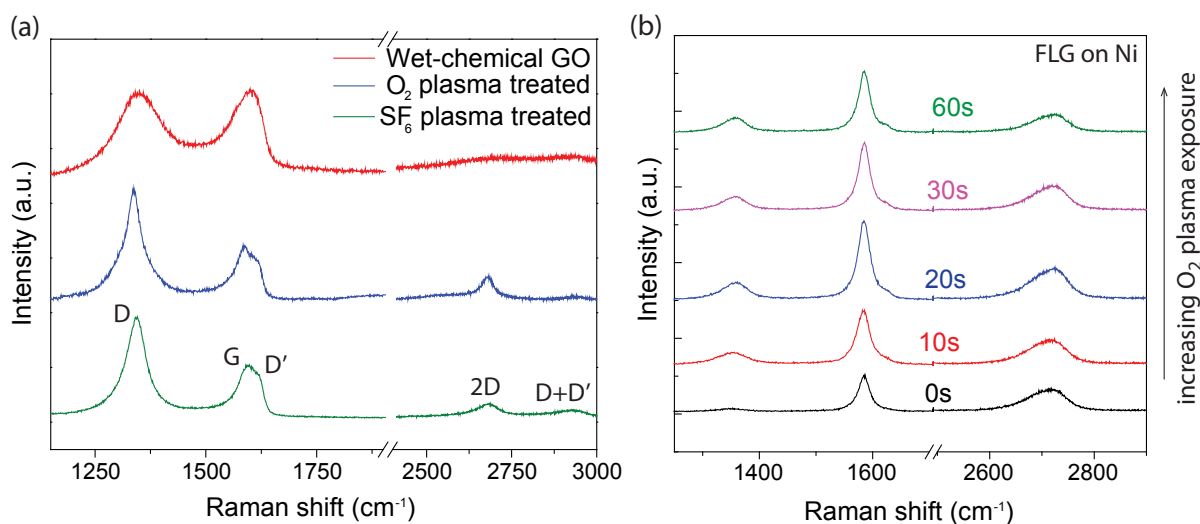 (a)
Wet-chemical GO
O₂ plasma treated
SF₆ plasma treated
D
G
D′
2D
D+D′
Intensity (a.u.)
1250
1500
1750
2500
2750
3000
Raman shift (cm⁻¹)
(b)
FLG on Ni
60s
30s
20s
10s
0s
Intensity (a.u.)
increasing O₂ plasma exposure
1400
1600
2600
2800
Raman shift (cm⁻¹)